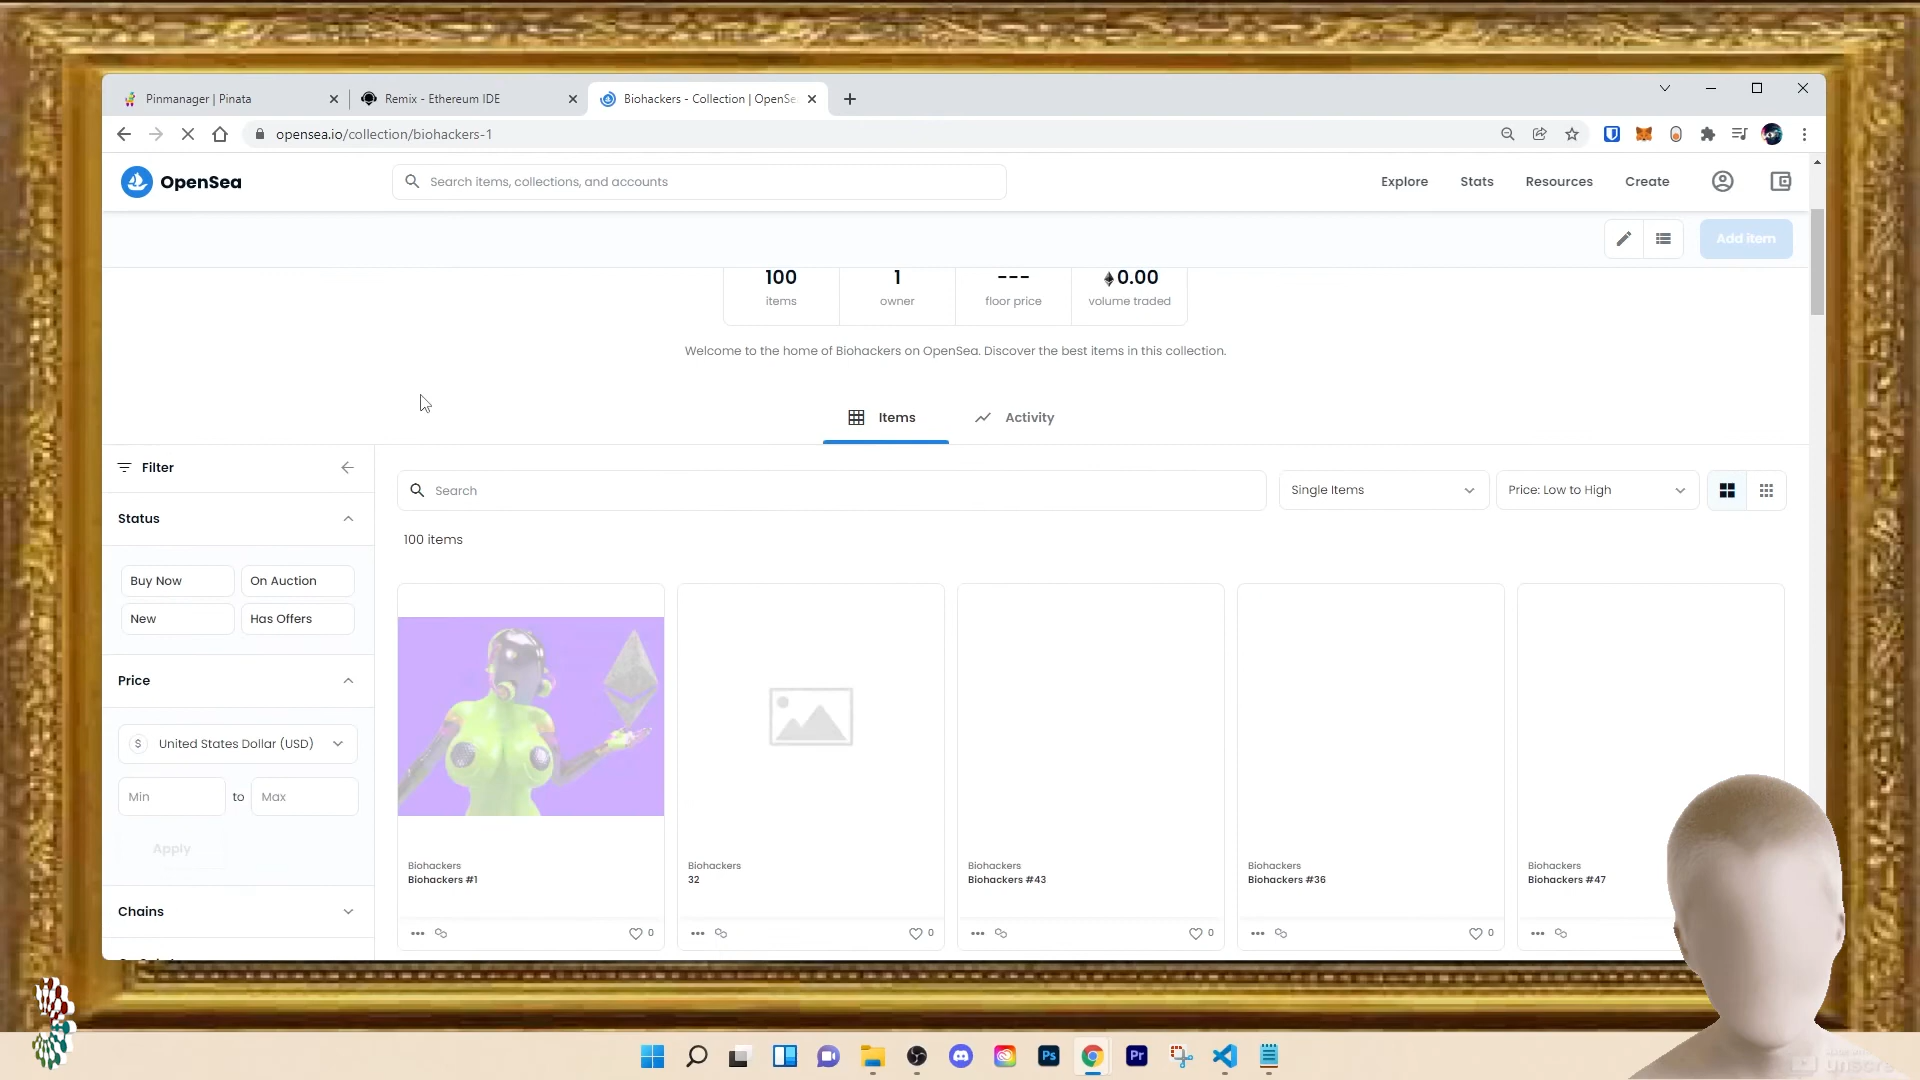 Pinmanager | Pinata
Remix - Ethereum IDE
Biohackers - Collection | OpenSe
opensea.io/collection/biohackers-1
OpenSea
Search items, collections, and accounts
Explore
Stats
Resources
Create
Add item
100
items
1
owner
---
floor price
0.00
volume traded
Welcome to the home of Biohackers on OpenSea. Discover the best items in this collection.
Items
Activity
Filter
Search
Single Items
Price: Low to High
Status
100 items
Buy Now
On Auction
New
Has Offers
Price
$ United States Dollar (USD)
Min
to
Max
Apply
Chains
Biohackers
Biohackers #1
0
Biohackers
32
0
Biohackers
Biohackers #43
0
Biohackers
Biohackers #36
0
Biohackers
Biohackers #47
Ps
Pr